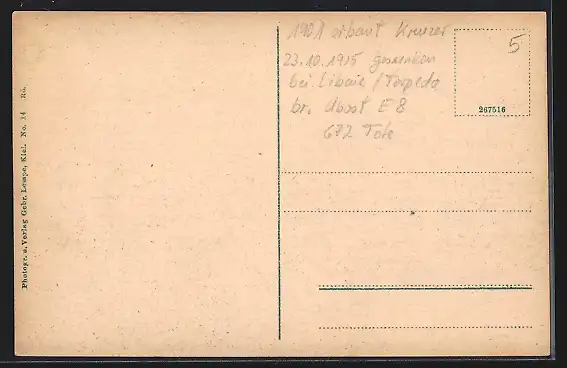 1901 erbaut Kreuzer
23.10.1915 gesunken
bei Libau / Torpedo
br. Uboot E 8
672 Tote
5
267516
Photogr. u. Verlag Gebr. Lempe, Kiel. No. 14 Rü.